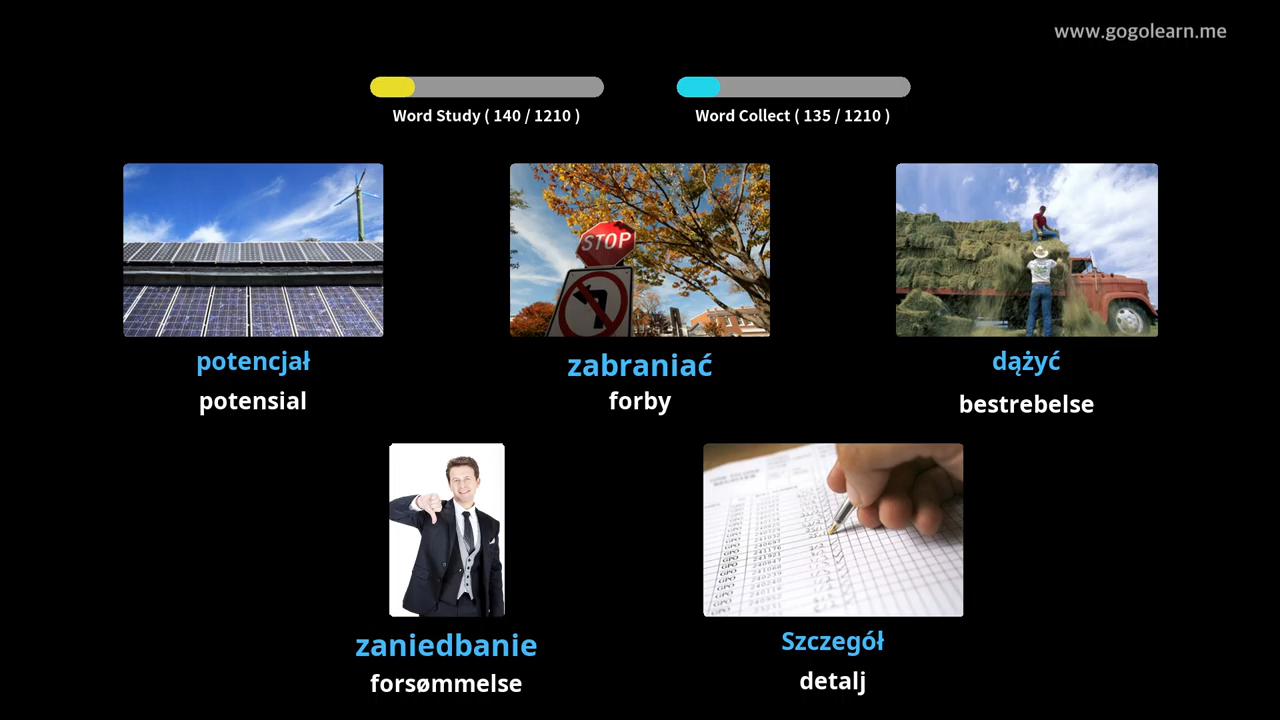 www.gogolearn.me
Word Study ( 140 / 1210 )
Word Collect ( 135 / 1210 )
STOP
potencjał
zabraniać
dążyć
potensial
forby
bestrebelse
zaniedbanie
Szczegół
forsømmelse
detalj